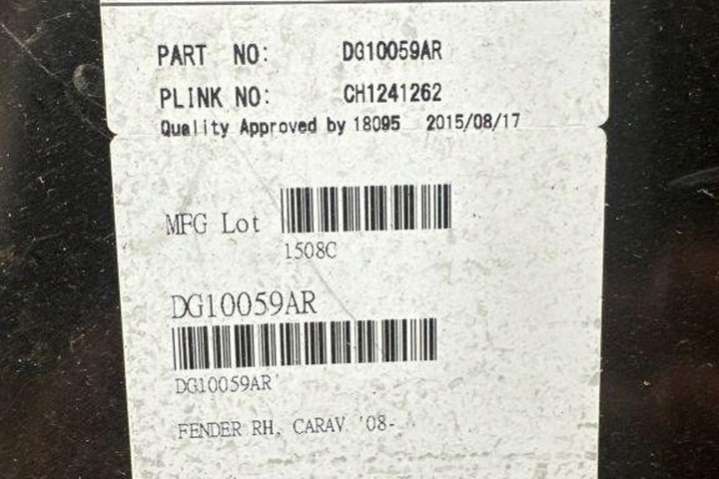 PART NO: DG10059AR
PLINK NO: CH1241262
Quality Approved by 18095 2015/08/17
MFG Lot
1508C
DG10059AR
DG10059AR
FENDER RH, CARAV '08-